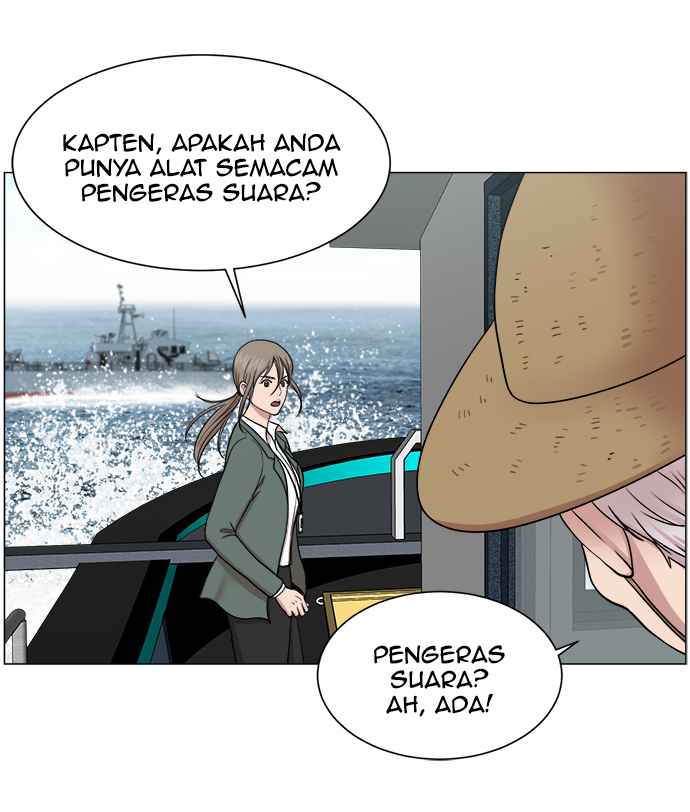 KAPTEN, APAKAH ANDA
PUNYA ALAT SEMACAM
PENGERAS SUARA?
PENGERAS
SUARA?
AH, ADA!